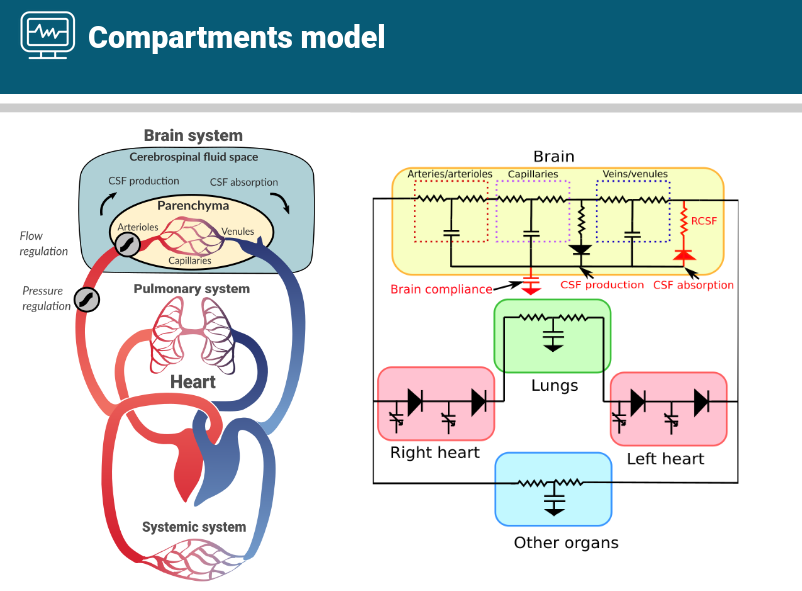 Compartments model
Brain system
Cerebrospinal fluid space
CSF production
CSF absorption
Parenchyma
Arterioles
Venules
Capillaries
Flow
regulation
Pressure
regulation
Pulmonary system
Heart
Systemic system
Brain
Arteries/arterioles
Capillaries
Veins/venules
RCSF
Brain compliance
CSF production
CSF absorption
Lungs
Right heart
Left heart
Other organs